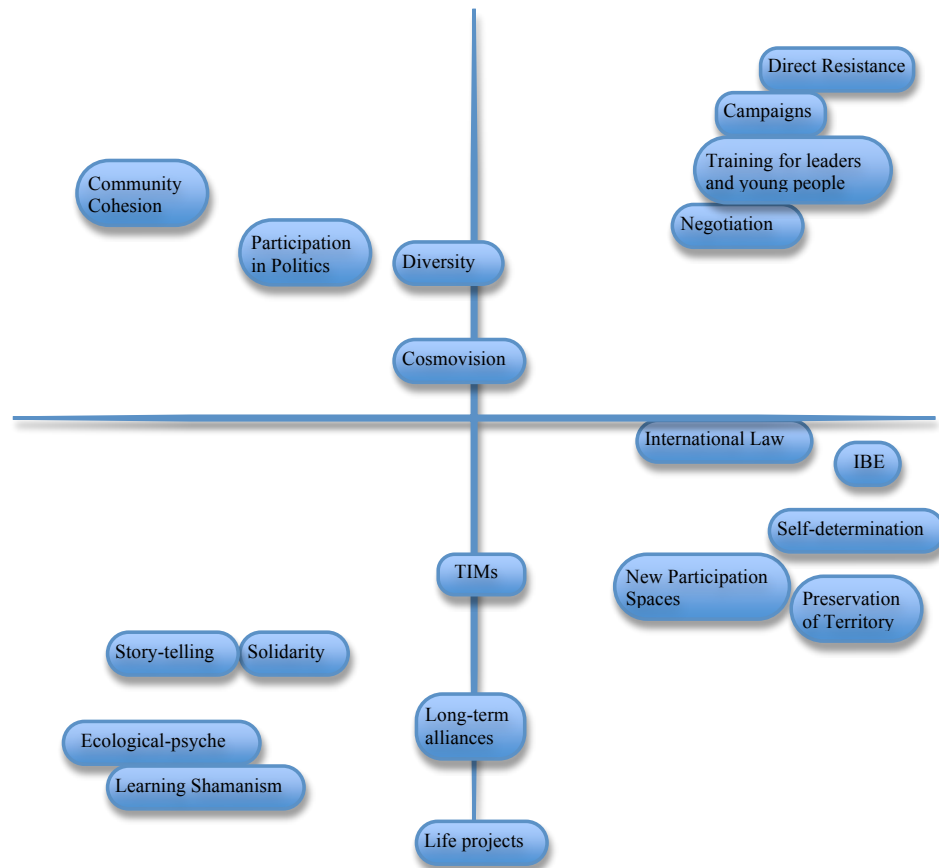 Direct Resistance
Campaigns
Training for leaders
and young people
Community
Cohesion
Negotiation
Participation
in Politics
Diversity
Cosmovision
International Law
IBE
Self-determination
TIMs
New Participation
Spaces
Preservation
of Territory
Story-telling
Solidarity
Long-term
alliances
Ecological-psyche
Learning Shamanism
Life projects